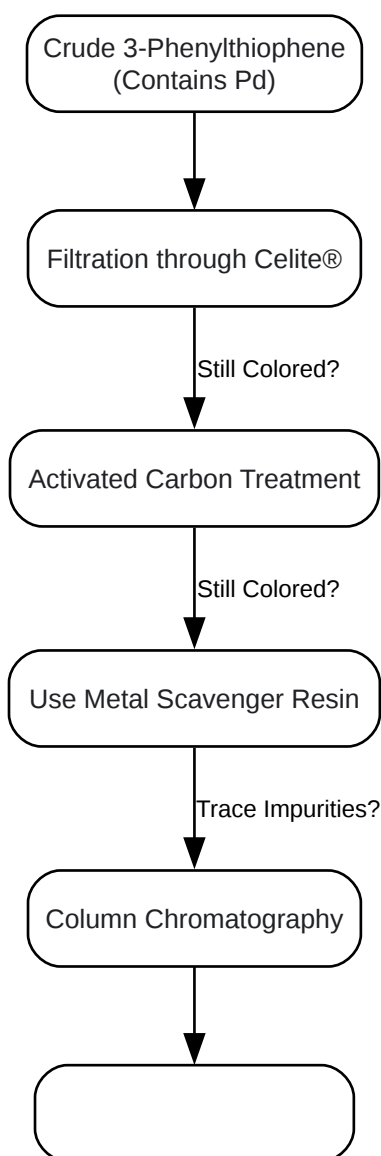 Crude 3-Phenylthiophene
(Contains Pd)
Filtration through Celite®
Still Colored?
Activated Carbon Treatment
Still Colored?
Use Metal Scavenger Resin
Trace Impurities?
Column Chromatography